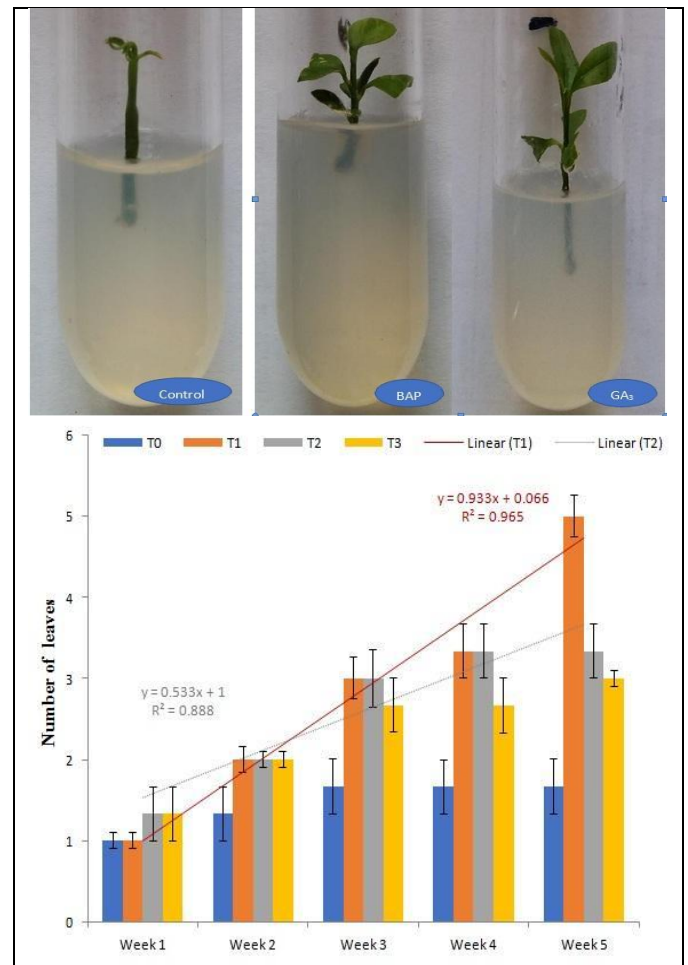 Control
BAP
GA₃
6
5
4
3
2
1
0
Number of leaves
T0 T1 T2 T3 Linear (T1) Linear (T2)
y = 0.933x + 0.066
R² = 0.965
y = 0.533x + 1
R² = 0.888
Week 1 Week 2 Week 3 Week 4 Week 5